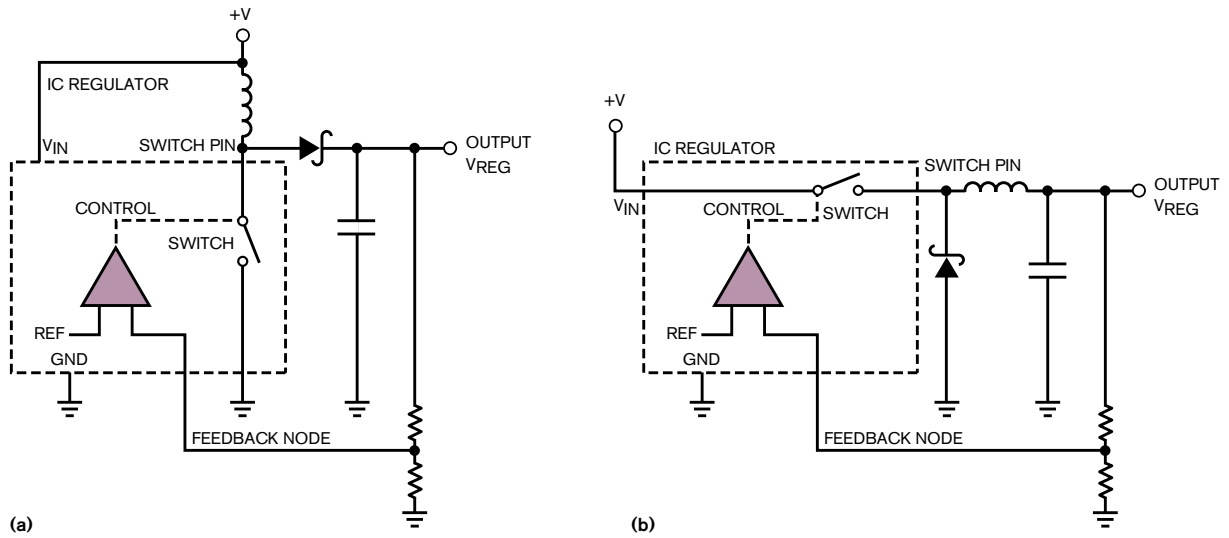 +V
IC REGULATOR
VIN
SWITCH PIN
OUTPUT
VREG
CONTROL
SWITCH
REF
GND
FEEDBACK NODE
(a)
+V
IC REGULATOR
SWITCH PIN
VIN
OUTPUT
VREG
CONTROL
SWITCH
REF
GND
FEEDBACK NODE
(b)